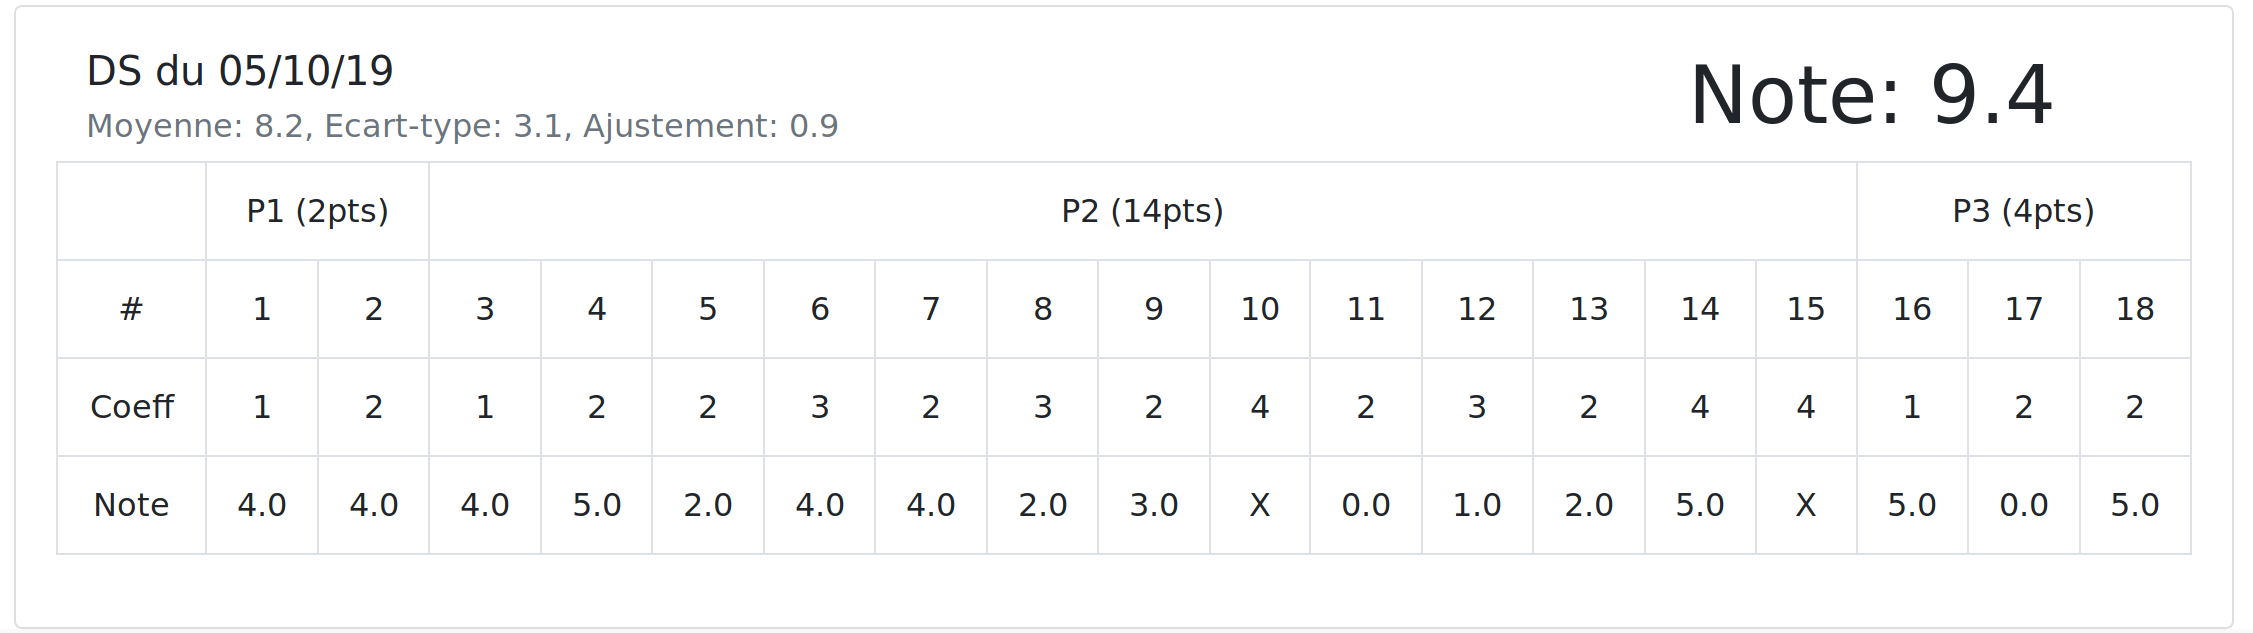 DS du 05/10/19
Note: 9.4
Moyenne: 8.2, Ecart-type: 3.1, Ajustement: 0.9
P1 (2pts) P2 (14pts) P3 (4pts)
# 1 2 3 4 5 6 7 8 9 10 11 12 13 14 15 16 17 18
Coeff 1 2 1 2 2 3 2 3 2 4 2 3 2 4 4 1 2 2
Note 4.0 4.0 4.0 5.0 2.0 4.0 4.0 2.0 3.0 X 0.0 1.0 2.0 5.0 X 5.0 0.0 5.0